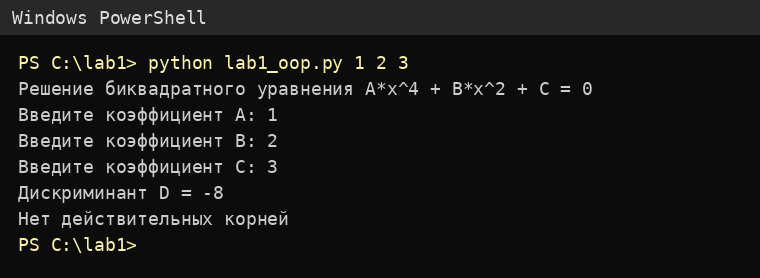 Windows PowerShell
PS C:\lab1> python lab1_oop.py 1 2 3
Решение биквадратного уравнения A*x^4 + B*x^2 + C = 0
Введите коэффициент A: 1
Введите коэффициент B: 2
Введите коэффициент C: 3
Дискриминант D = -8
Нет действительных корней
PS C:\lab1>